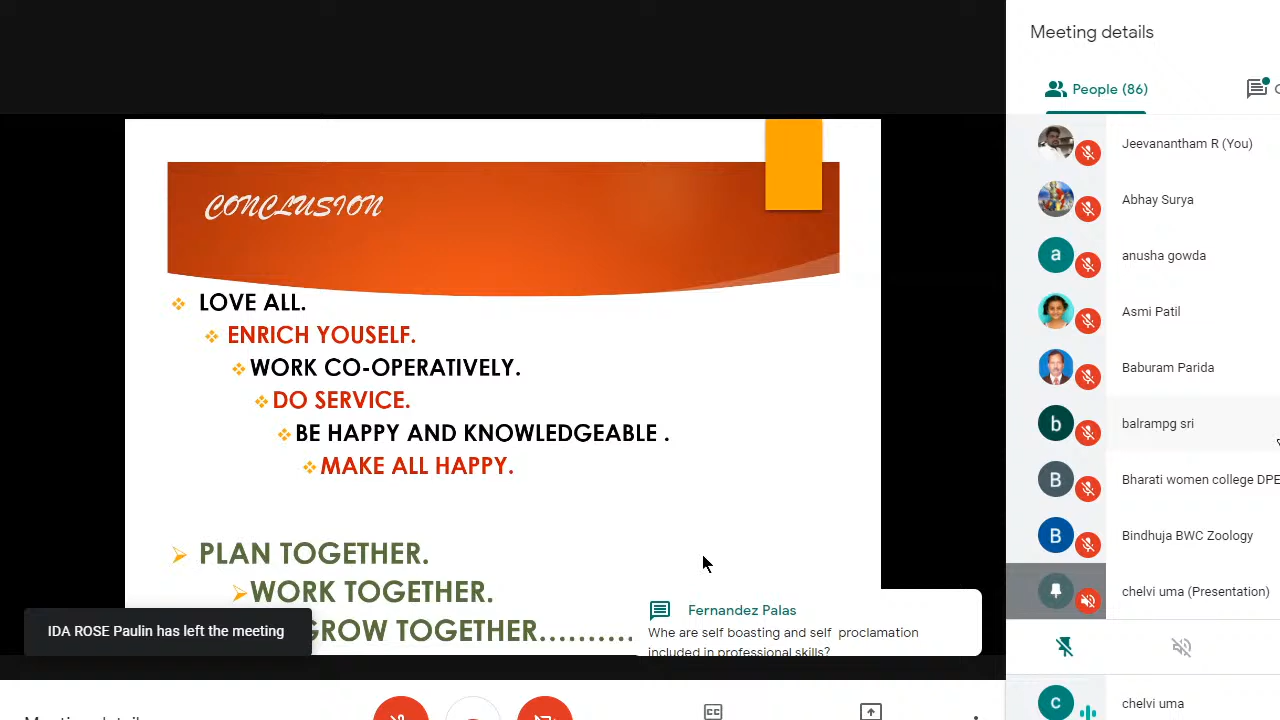 Meeting details
People (86)
Jeevanantham R (You)
Abhay Surya
a
anusha gowda
Asmi Patil
Baburam Parida
b
balrampg sri
B
Bharati women college DPE
B
Bindhuja BWC Zoology
chelvi uma (Presentation)
c
chelvi uma
CONCLUSION
LOVE ALL.
ENRICH YOUSELF.
WORK CO-OPERATIVELY.
DO SERVICE.
BE HAPPY AND KNOWLEDGEABLE .
MAKE ALL HAPPY.
PLAN TOGETHER.
WORK TOGETHER.
GROW TOGETHER..........
IDA ROSE Paulin has left the meeting
Fernandez Palas
Whe are self boasting and self proclamation
included in professional skills?
CC